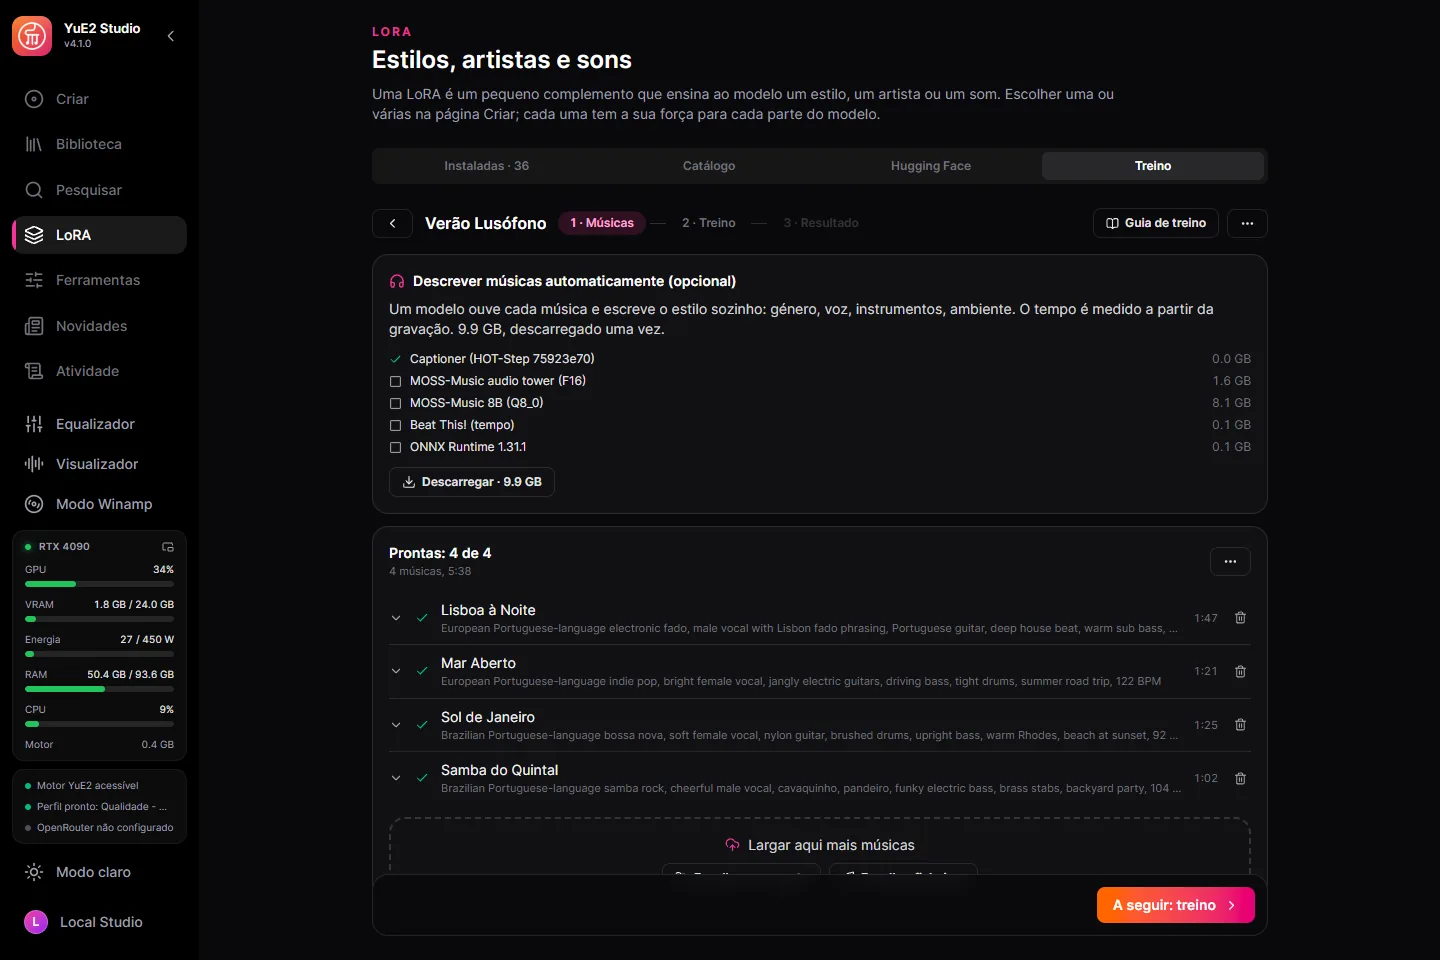 YuE2 Studio
v4.1.0
Criar
Biblioteca
Pesquisar
LoRA
Ferramentas
Novidades
Atividade
Equalizador
Visualizador
Modo Winamp
RTX 4090
GPU 34%
VRAM 1.8 GB / 24.0 GB
Energia 27 / 450 W
RAM 50.4 GB / 93.6 GB
CPU 9%
Motor 0.4 GB
Motor YuE2 acessível
Perfil pronto: Qualidade - ...
OpenRouter não configurado
Modo claro
L Local Studio
LORA
Estilos, artistas e sons
Uma LoRA é um pequeno complemento que ensina ao modelo um estilo, um artista ou um som. Escolher uma ou
várias na página Criar; cada uma tem a sua força para cada parte do modelo.
Instaladas · 36 Catálogo Hugging Face Treino
Verão Lusófono 1 · Músicas 2 · Treino 3 · Resultado Guia de treino
Descrever músicas automaticamente (opcional)
Um modelo ouve cada música e escreve o estilo sozinho: género, voz, instrumentos, ambiente. O tempo é medido a partir da
gravação. 9.9 GB, descarregado uma vez.
Captioner (HOT-Step 75923e70) 0.0 GB
MOSS-Music audio tower (F16) 1.6 GB
MOSS-Music 8B (Q8_0) 8.1 GB
Beat This! (tempo) 0.1 GB
ONNX Runtime 1.31.1 0.1 GB
Descarregar · 9.9 GB
Prontas: 4 de 4
4 músicas, 5:38
Lisboa à Noite 1:47
European Portuguese-language electronic fado, male vocal with Lisbon fado phrasing, Portuguese guitar, deep house beat, warm sub bass, ...
Mar Aberto 1:21
European Portuguese-language indie pop, bright female vocal, jangly electric guitars, driving bass, tight drums, summer road trip, 122 BPM
Sol de Janeiro 1:25
Brazilian Portuguese-language bossa nova, soft female vocal, nylon guitar, brushed drums, upright bass, warm Rhodes, beach at sunset, 92 ...
Samba do Quintal 1:02
Brazilian Portuguese-language samba rock, cheerful male vocal, cavaquinho, pandeiro, funky electric bass, brass stabs, backyard party, 104 ...
Largar aqui mais músicas
A seguir: treino